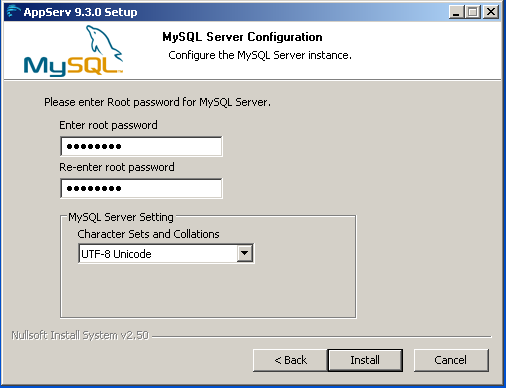 AppServ 9.3.0 Setup
MySQL Server Configuration
Configure the MySQL Server instance.
MySQL
Please enter Root password for MySQL Server.
Enter root password
●●●●●●●●
Re-enter root password
●●●●●●●●
MySQL Server Setting
Character Sets and Collations
UTF-8 Unicode
Nullsoft Install System v2.50
< Back
Install
Cancel